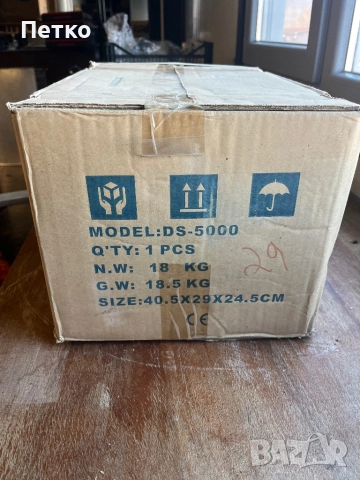 Петко
MODEL:DS-5000
Q'TY: 1 PCS
N.W: 18 KG
G.W: 18.5 KG
SIZE:40.5X29X24.5CM
CE
29
BAZAR